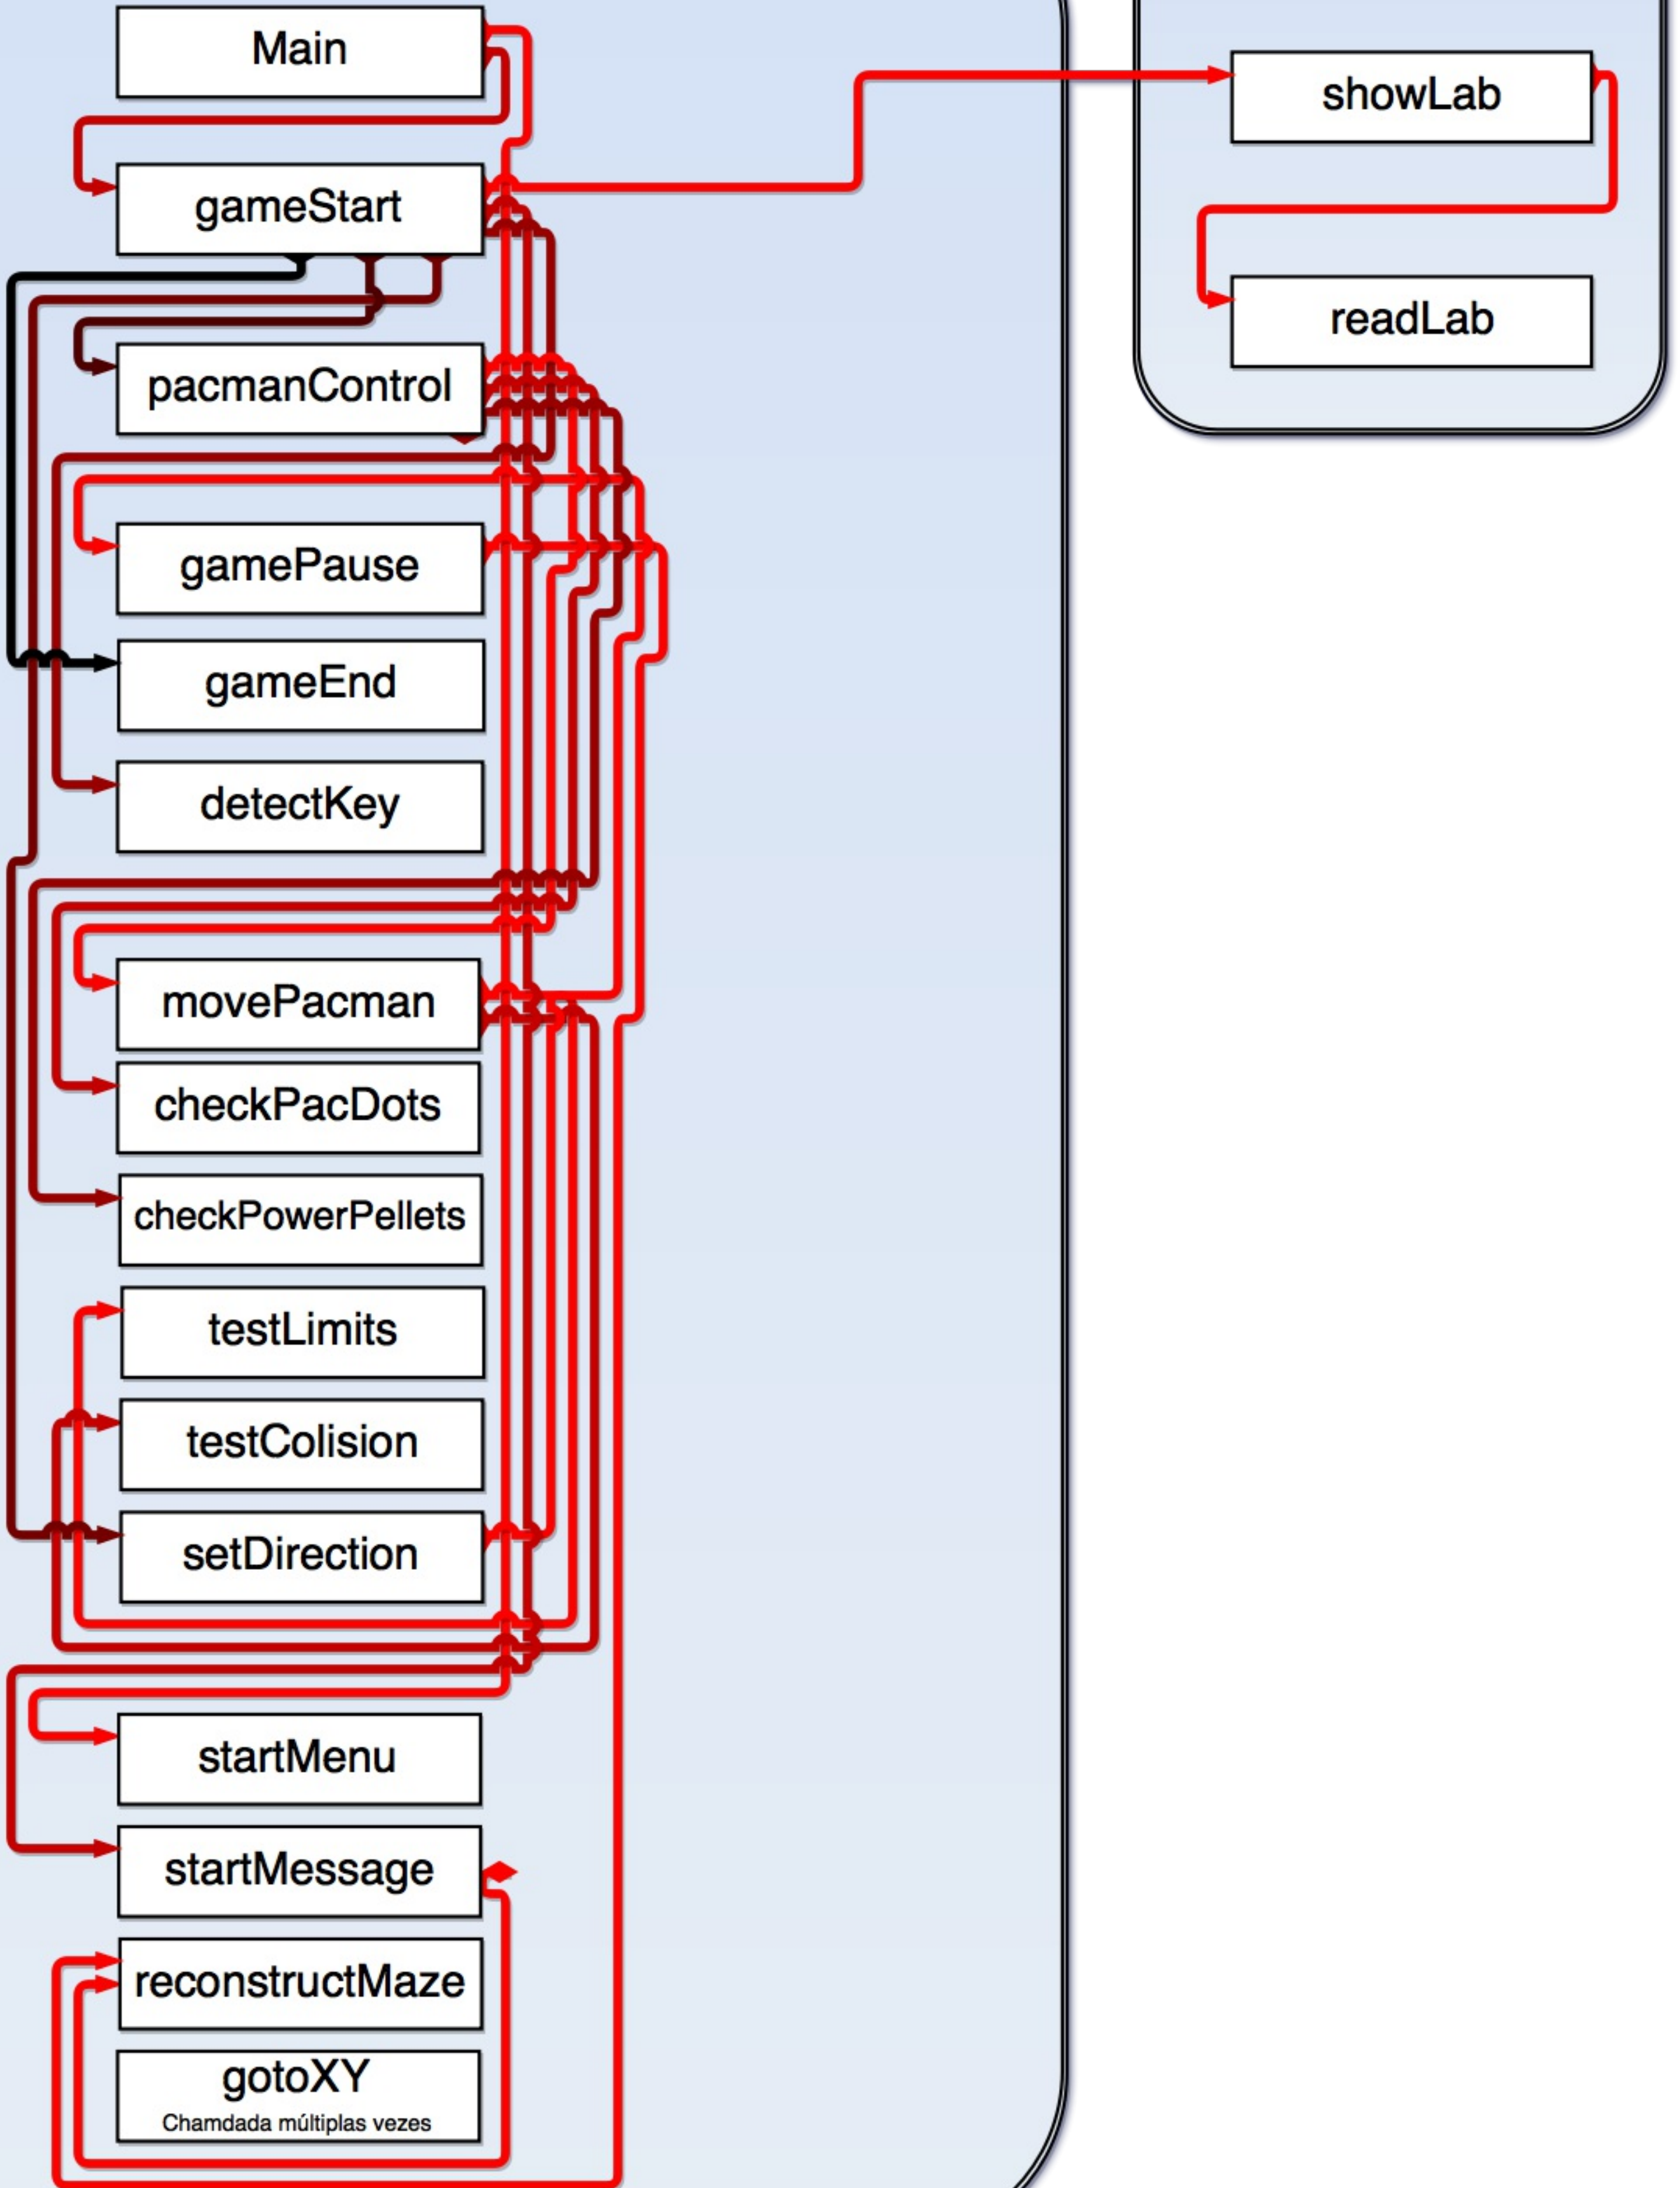 Main
gameStart
pacmanControl
gamePause
gameEnd
detectKey
movePacman
checkPacDots
checkPowerPellets
testLimits
testColision
setDirection
startMenu
startMessage
reconstructMaze
gotoXY
Chamdada múltiplas vezes
showLab
readLab